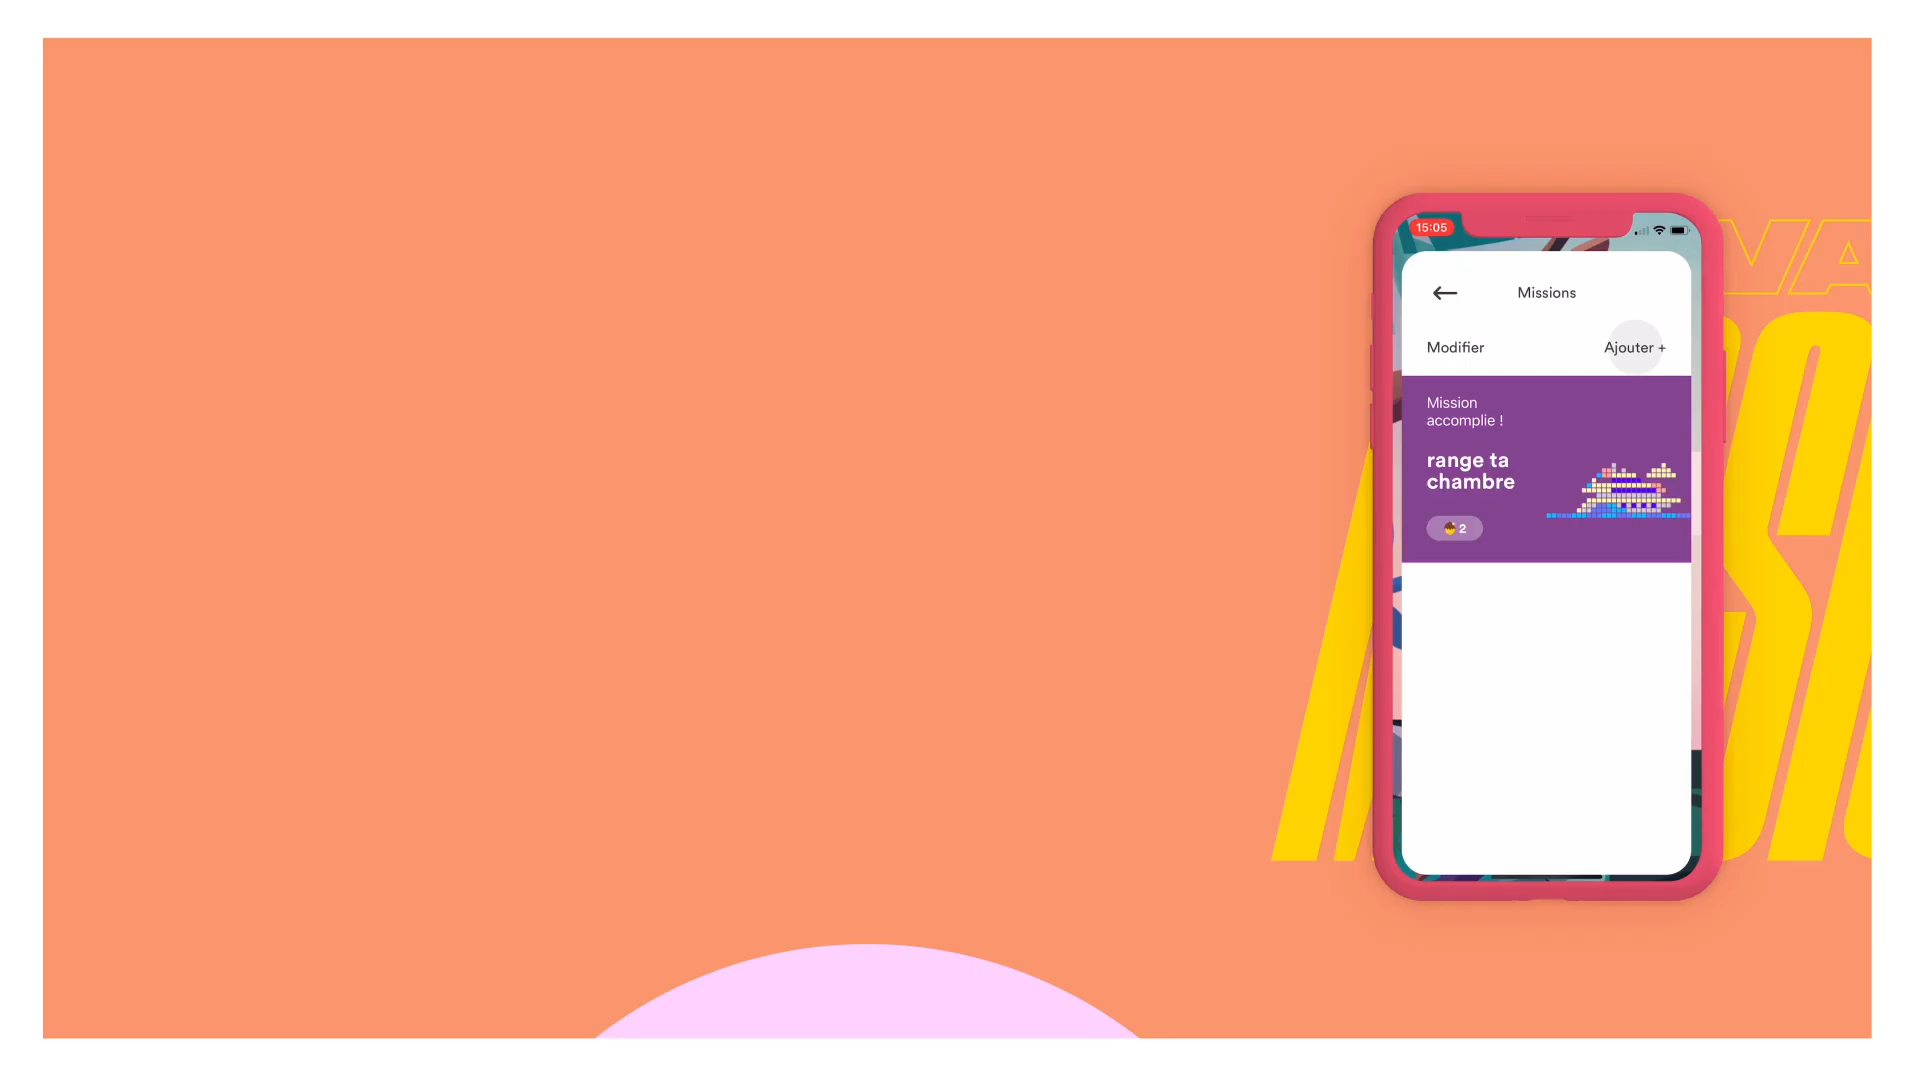 15:05
Missions
Modifier
Ajouter +
Mission
accomplie !
range ta
chambre
2